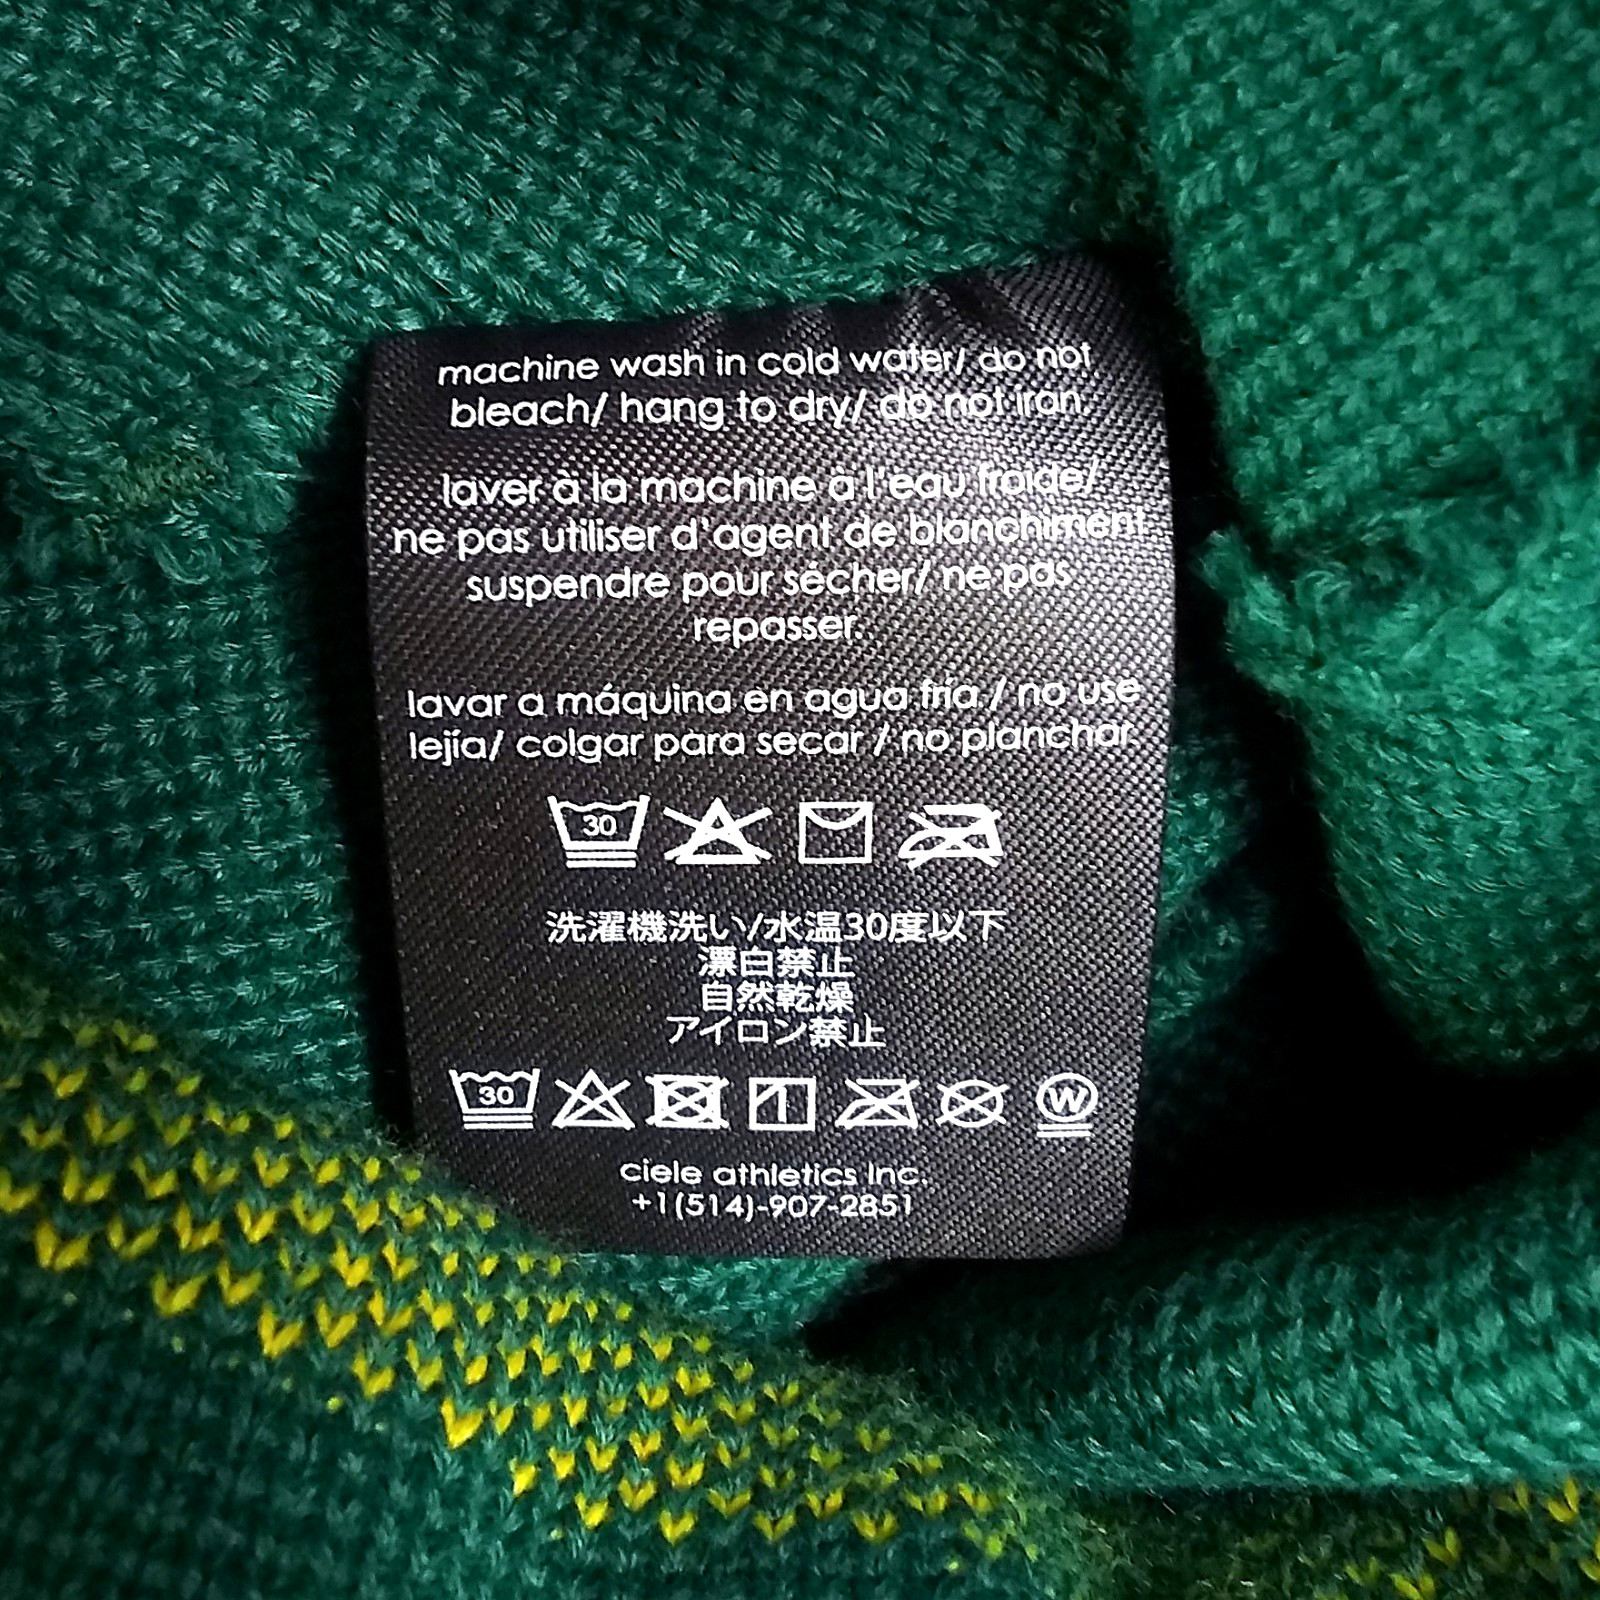 machine wash in cold water/ do not
bleach/ hang to dry/ do not iron.
laver à la machine à l'eau froide/
ne pas utiliser d'agent de blanchiment
suspendre pour sécher/ ne pas
repasser.
lavar a máquina en agua fría / no use
lejía/ colgar para secar / no planchar
30
洗濯機洗い/水温30度以下
漂白禁止
自然乾燥
アイロン禁止
30 W
ciele athletics Inc.
+1(514)-907-2851